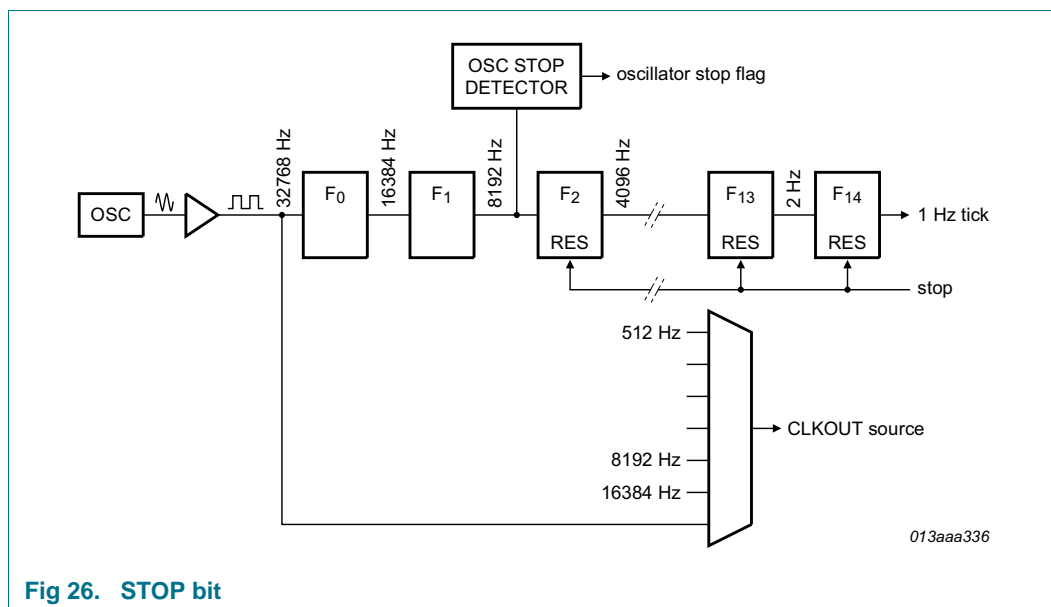 OSC STOP
DETECTOR
oscillator stop flag
OSC
32768 Hz
F0
16384 Hz
F1
8192 Hz
F2
RES
4096 Hz
F13
RES
2 Hz
F14
RES
1 Hz tick
stop
512 Hz
CLKOUT source
8192 Hz
16384 Hz
013aaa336
Fig 26. STOP bit